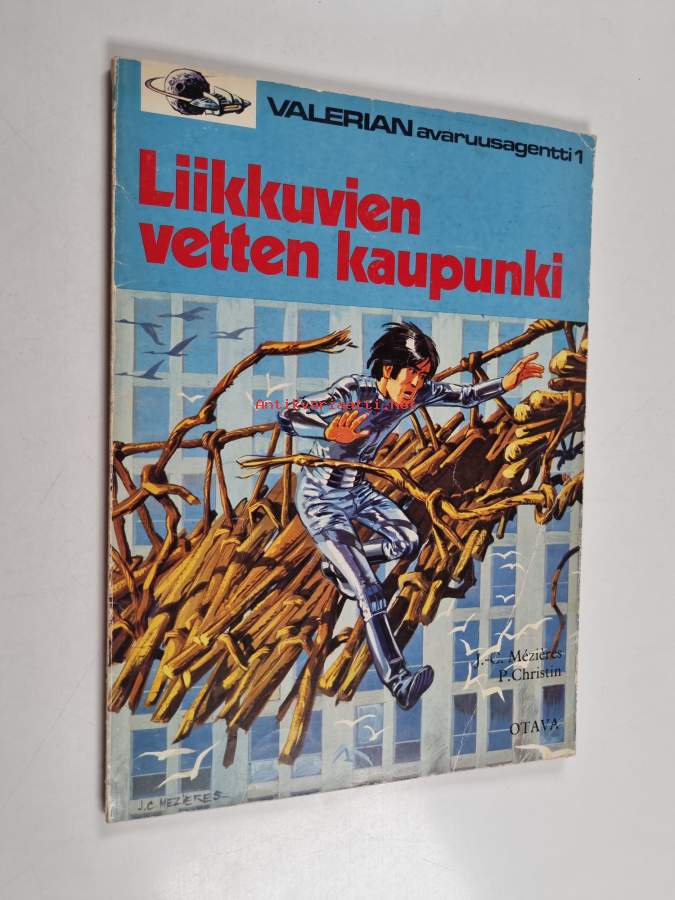 VALERIAN avaruusagentti 1
Liikkuvien
vetten kaupunki
Antikvariaatti.net
J.-C. Mézières
P. Christin
OTAVA
J.C. MEZIERES